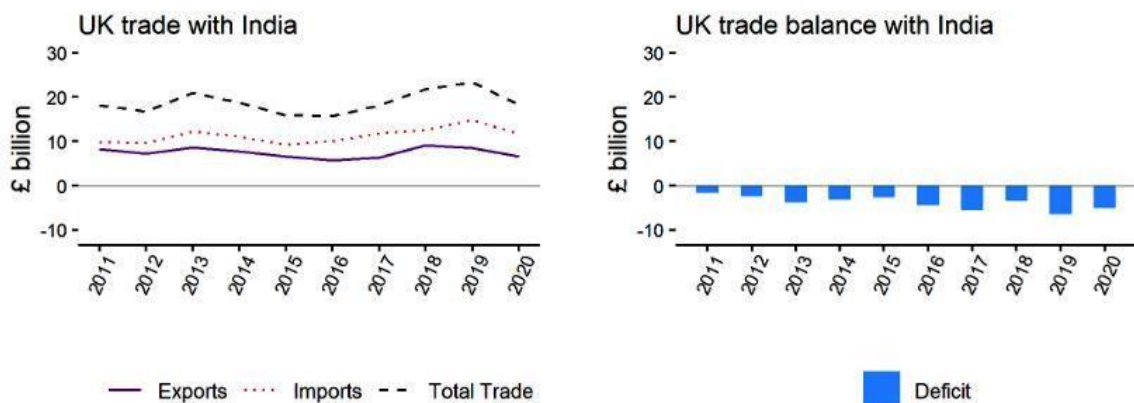 UK trade with India
30
20
10
0
-10
£ billion
2011 2012 2013 2014 2015 2016 2017 2018 2019 2020
Exports Imports Total Trade
UK trade balance with India
30
20
10
0
-10
£ billion
2011 2012 2013 2014 2015 2016 2017 2018 2019 2020
Deficit